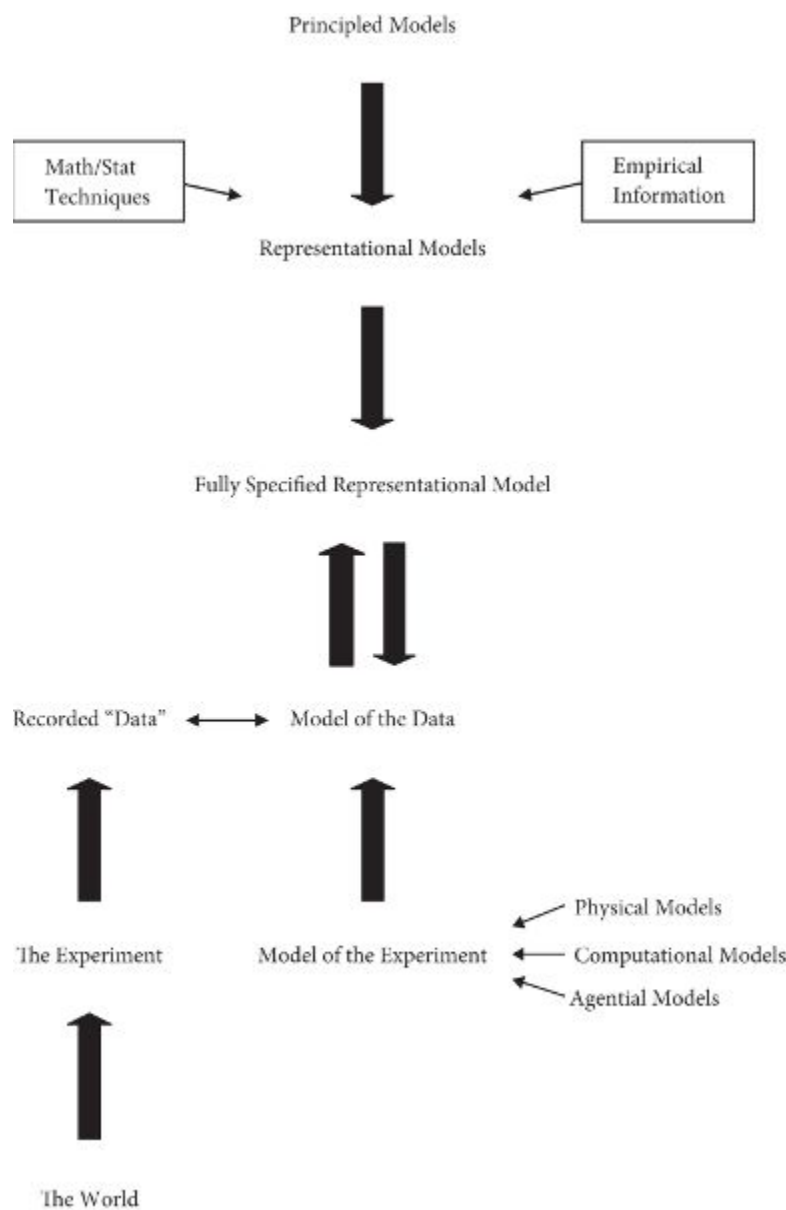 Principled Models
Math/Stat
Techniques
Empirical
Information
Representational Models
Fully Specified Representational Model
Recorded “Data”
Model of the Data
Physical Models
The Experiment
Model of the Experiment
Computational Models
Agential Models
The World